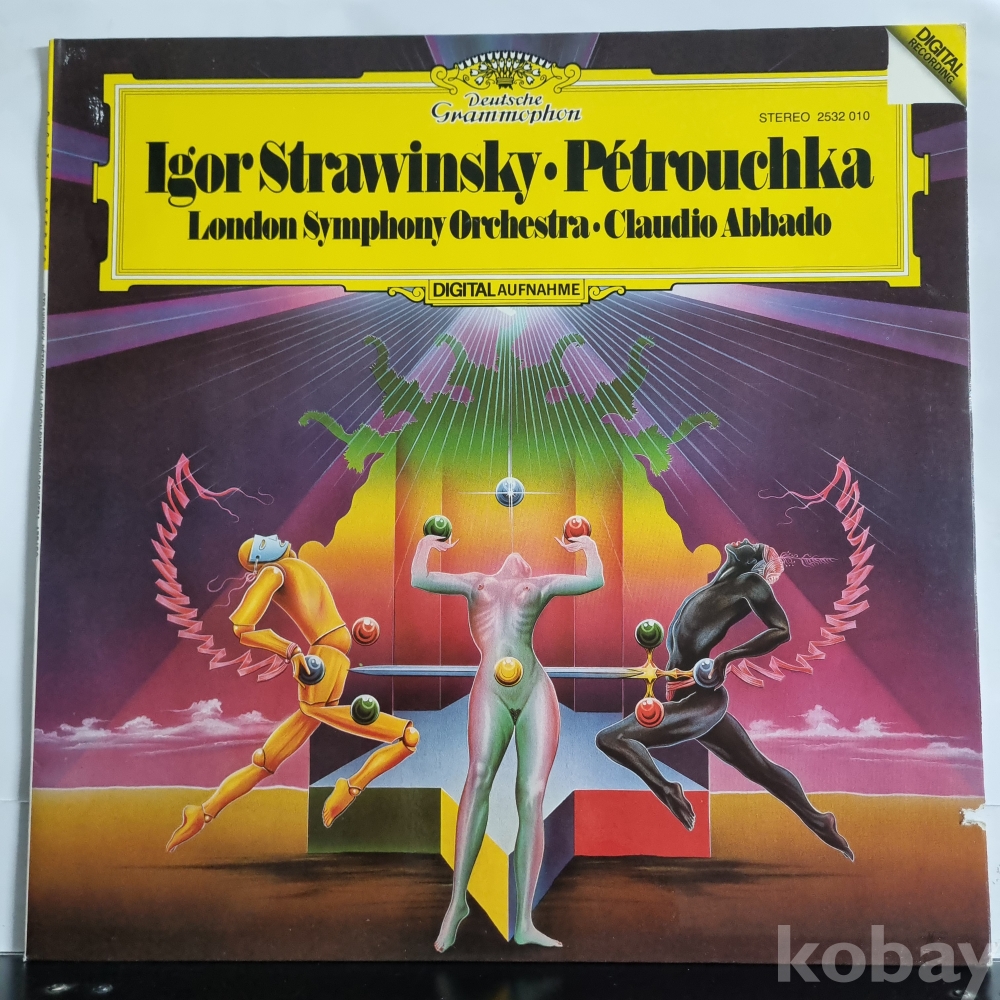 DIGITAL
RECORDING
Deutsche
Grammophon
STEREO 2532 010
Igor Strawinsky · Pétrouchka
London Symphony Orchestra · Claudio Abbado
DIGITAL AUFNAHME
kobay